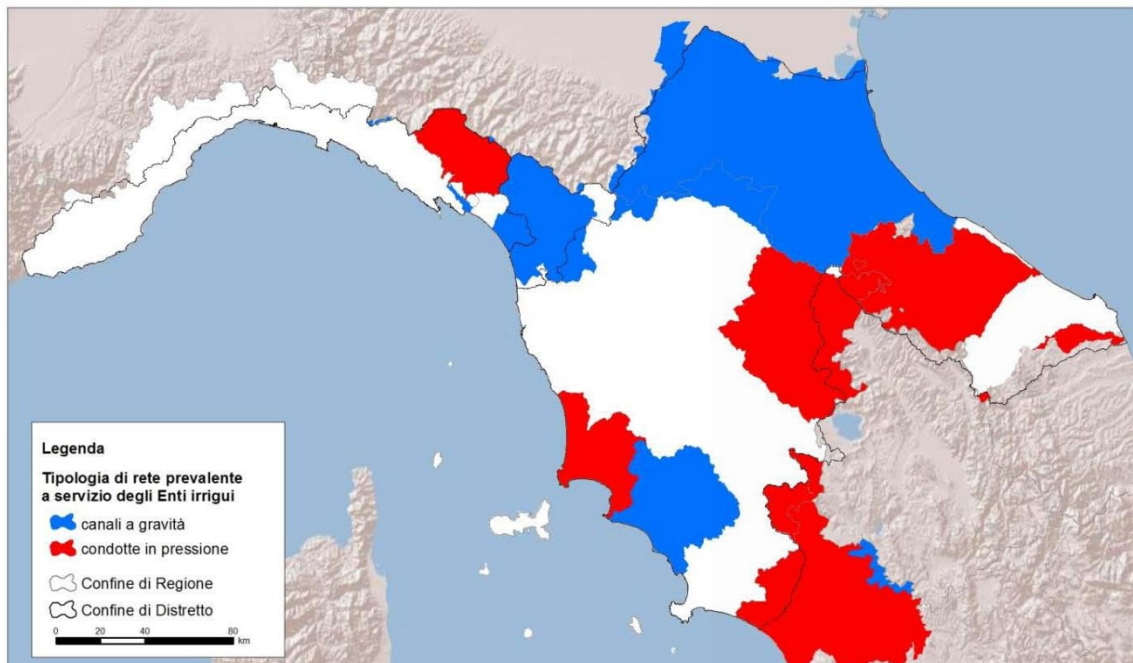 Legenda
Tipologia di rete prevalente
a servizio degli Enti irrigui
canali a gravità
condotte in pressione
Confine di Regione
Confine di Distretto
0 20 40 80
km